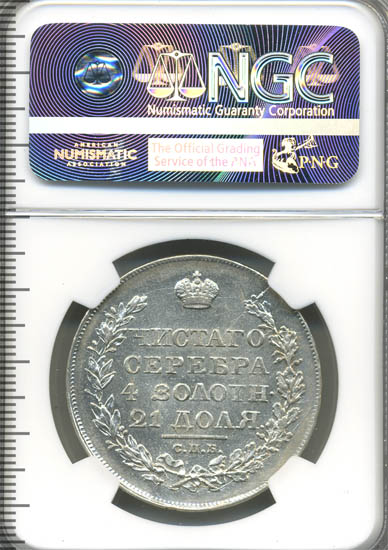 NGC
Numismatic Guaranty Corporation
AMERICAN
NUMISMATIC
ASSOCIATION
The Official Grading
Service of the PNG
PNG
ЧИСТАГО
СЕРЕБРА
4 ЗОЛОТН.
21 ДОЛЯ.
С.П.Б.